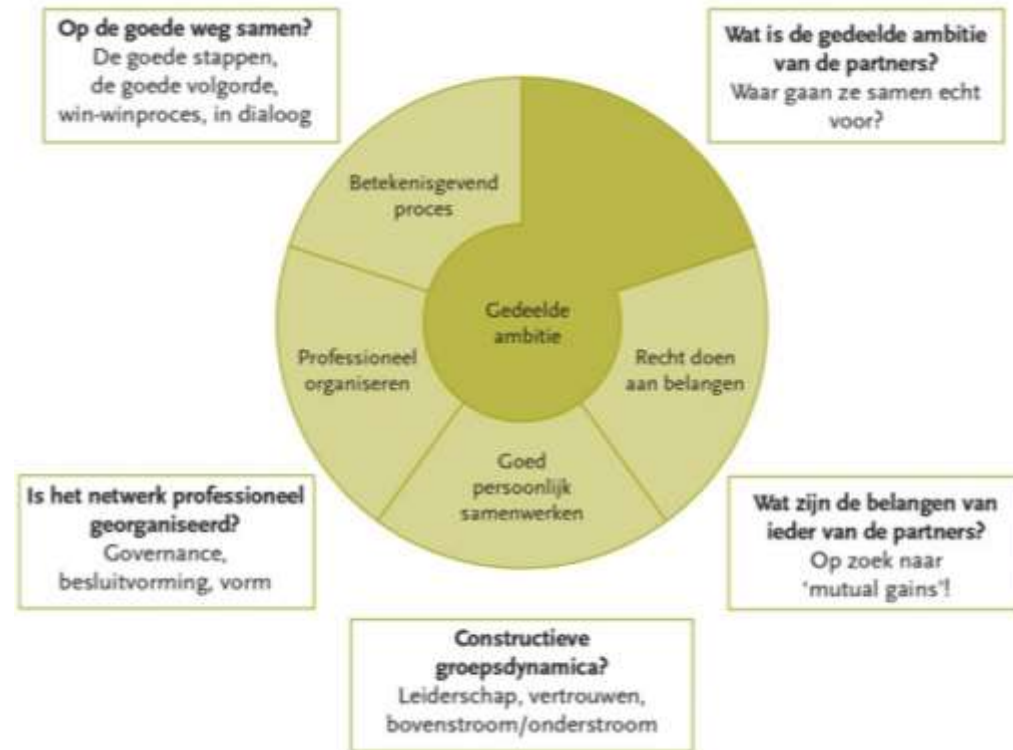 Op de goede weg samen?
De goede stappen,
de goede volgorde,
win-winproces, in dialoog
Wat is de gedeelde ambitie
van de partners?
Waar gaan ze samen echt
voor?
Betekenisgevend
proces
Gedeelde
ambitie
Professioneel
organiseren
Recht doen
aan belangen
Goed
persoonlijk
samenwerken
Is het netwerk professioneel
georganiseerd?
Governance,
besluitvorming, vorm
Wat zijn de belangen van
ieder van de partners?
Op zoek naar
‘mutual gains’!
Constructieve
groepsdynamica?
Leiderschap, vertrouwen,
bovenstroom/onderstroom